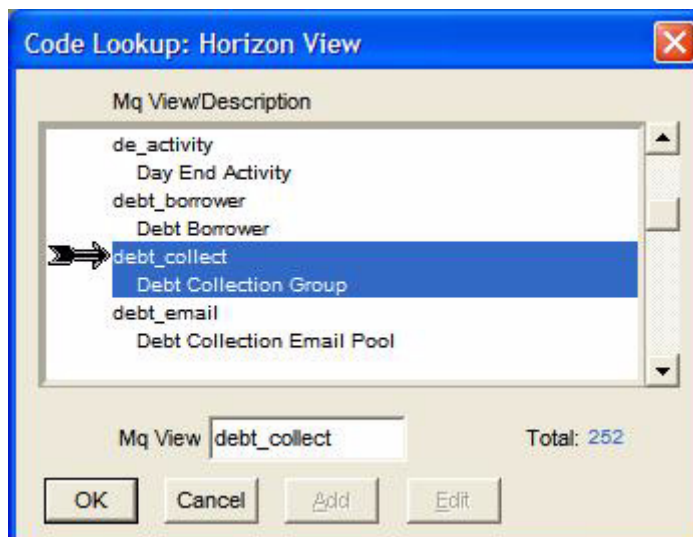 Code Lookup: Horizon View
Mq View/Description
de_activity
Day End Activity
debt_borrower
Debt Borrower
debt_collect
Debt Collection Group
debt_email
Debt Collection Email Pool
Mq View debt_collect Total: 252
OK Cancel Add Edit